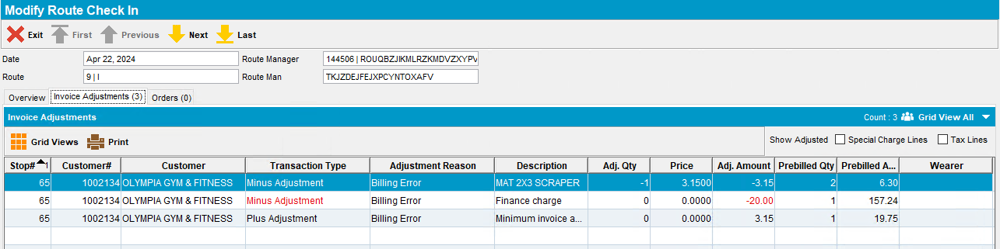 Modify Route Check In
Exit First Previous Next Last
Date Apr 22, 2024 Route Manager 144506 | ROUQBZJIKMLRZKMDVZXYPV
Route 9 | I Route Man TKJZDEJFEJXPCYNTOXAFV
Overview Invoice Adjustments (3) Orders (0)
Invoice Adjustments Count : 3 Grid View All
Grid Views Print Show Adjusted Special Charge Lines Tax Lines
Stop# 1 Customer# Customer Transaction Type Adjustment Reason Description Adj. Qty Price Adj. Amount Prebilled Qty Prebilled A... Wearer
65 1002134 OLYMPIA GYM & FITNESS Minus Adjustment Billing Error MAT 2X3 SCRAPER -1 3.1500 -3.15 2 6.30
65 1002134 OLYMPIA GYM & FITNESS Minus Adjustment Billing Error Finance charge 0 0.0000 -20.00 1 157.24
65 1002134 OLYMPIA GYM & FITNESS Plus Adjustment Billing Error Minimum invoice a... 0 0.0000 3.15 1 19.75